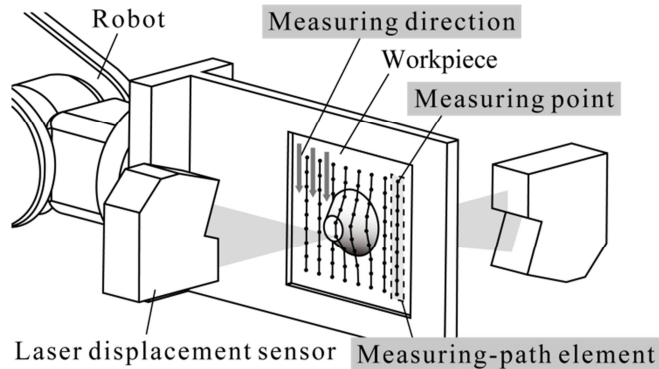 Robot
Measuring direction
Workpiece
Measuring point
Laser displacement sensor
Measuring-path element